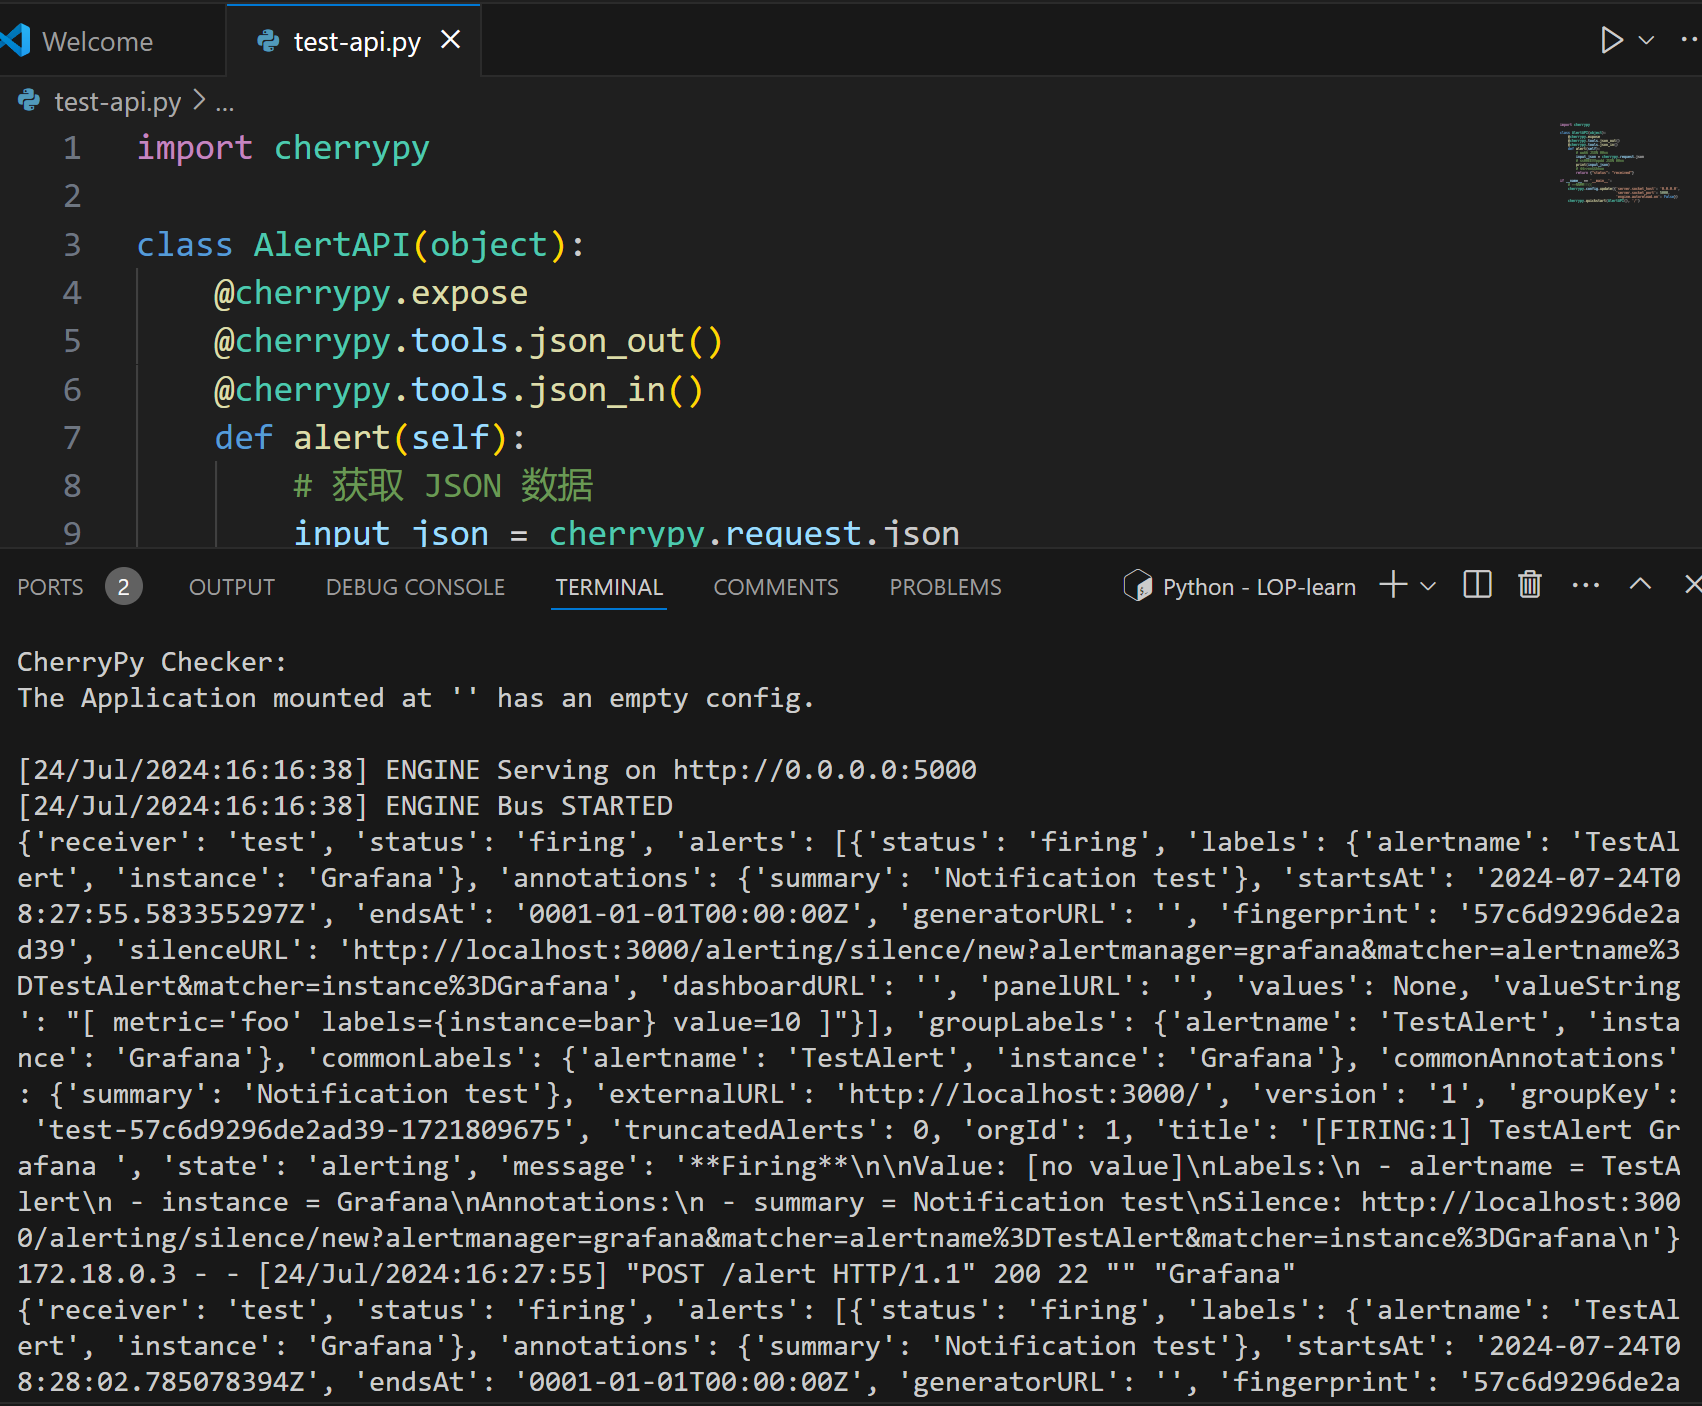 Welcome
test-api.py
test-api.py > ...
1 import cherrypy
2
3 class AlertAPI(object):
4 @cherrypy.expose
5 @cherrypy.tools.json_out()
6 @cherrypy.tools.json_in()
7 def alert(self):
8 # 获取 JSON 数据
9 input_json = cherrypy.request.json
PORTS 2 OUTPUT DEBUG CONSOLE TERMINAL COMMENTS PROBLEMS Python - LOP-learn
CherryPy Checker:
The Application mounted at '' has an empty config.
[24/Jul/2024:16:16:38] ENGINE Serving on http://0.0.0.0:5000
[24/Jul/2024:16:16:38] ENGINE Bus STARTED
{'receiver': 'test', 'status': 'firing', 'alerts': [{'status': 'firing', 'labels': {'alertname': 'TestAl
ert', 'instance': 'Grafana'}, 'annotations': {'summary': 'Notification test'}, 'startsAt': '2024-07-24T0
8:27:55.583355297Z', 'endsAt': '0001-01-01T00:00:00Z', 'generatorURL': '', 'fingerprint': '57c6d9296de2a
d39', 'silenceURL': 'http://localhost:3000/alerting/silence/new?alertmanager=grafana&matcher=alertname%3
DTestAlert&matcher=instance%3DGrafana', 'dashboardURL': '', 'panelURL': '', 'values': None, 'valueString
': "[ metric='foo' labels={instance=bar} value=10 ]"}], 'groupLabels': {'alertname': 'TestAlert', 'insta
nce': 'Grafana'}, 'commonLabels': {'alertname': 'TestAlert', 'instance': 'Grafana'}, 'commonAnnotations'
: {'summary': 'Notification test'}, 'externalURL': 'http://localhost:3000/', 'version': '1', 'groupKey':
'test-57c6d9296de2ad39-1721809675', 'truncatedAlerts': 0, 'orgId': 1, 'title': '[FIRING:1] TestAlert Gr
afana ', 'state': 'alerting', 'message': '**Firing**\n\nValue: [no value]\nLabels:\n - alertname = TestA
lert\n - instance = Grafana\nAnnotations:\n - summary = Notification test\nSilence: http://localhost:300
0/alerting/silence/new?alertmanager=grafana&matcher=alertname%3DTestAlert&matcher=instance%3DGrafana\n'}
172.18.0.3 - - [24/Jul/2024:16:27:55] "POST /alert HTTP/1.1" 200 22 "" "Grafana"
{'receiver': 'test', 'status': 'firing', 'alerts': [{'status': 'firing', 'labels': {'alertname': 'TestAl
ert', 'instance': 'Grafana'}, 'annotations': {'summary': 'Notification test'}, 'startsAt': '2024-07-24T0
8:28:02.785078394Z', 'endsAt': '0001-01-01T00:00:00Z', 'generatorURL': '', 'fingerprint': '57c6d9296de2a